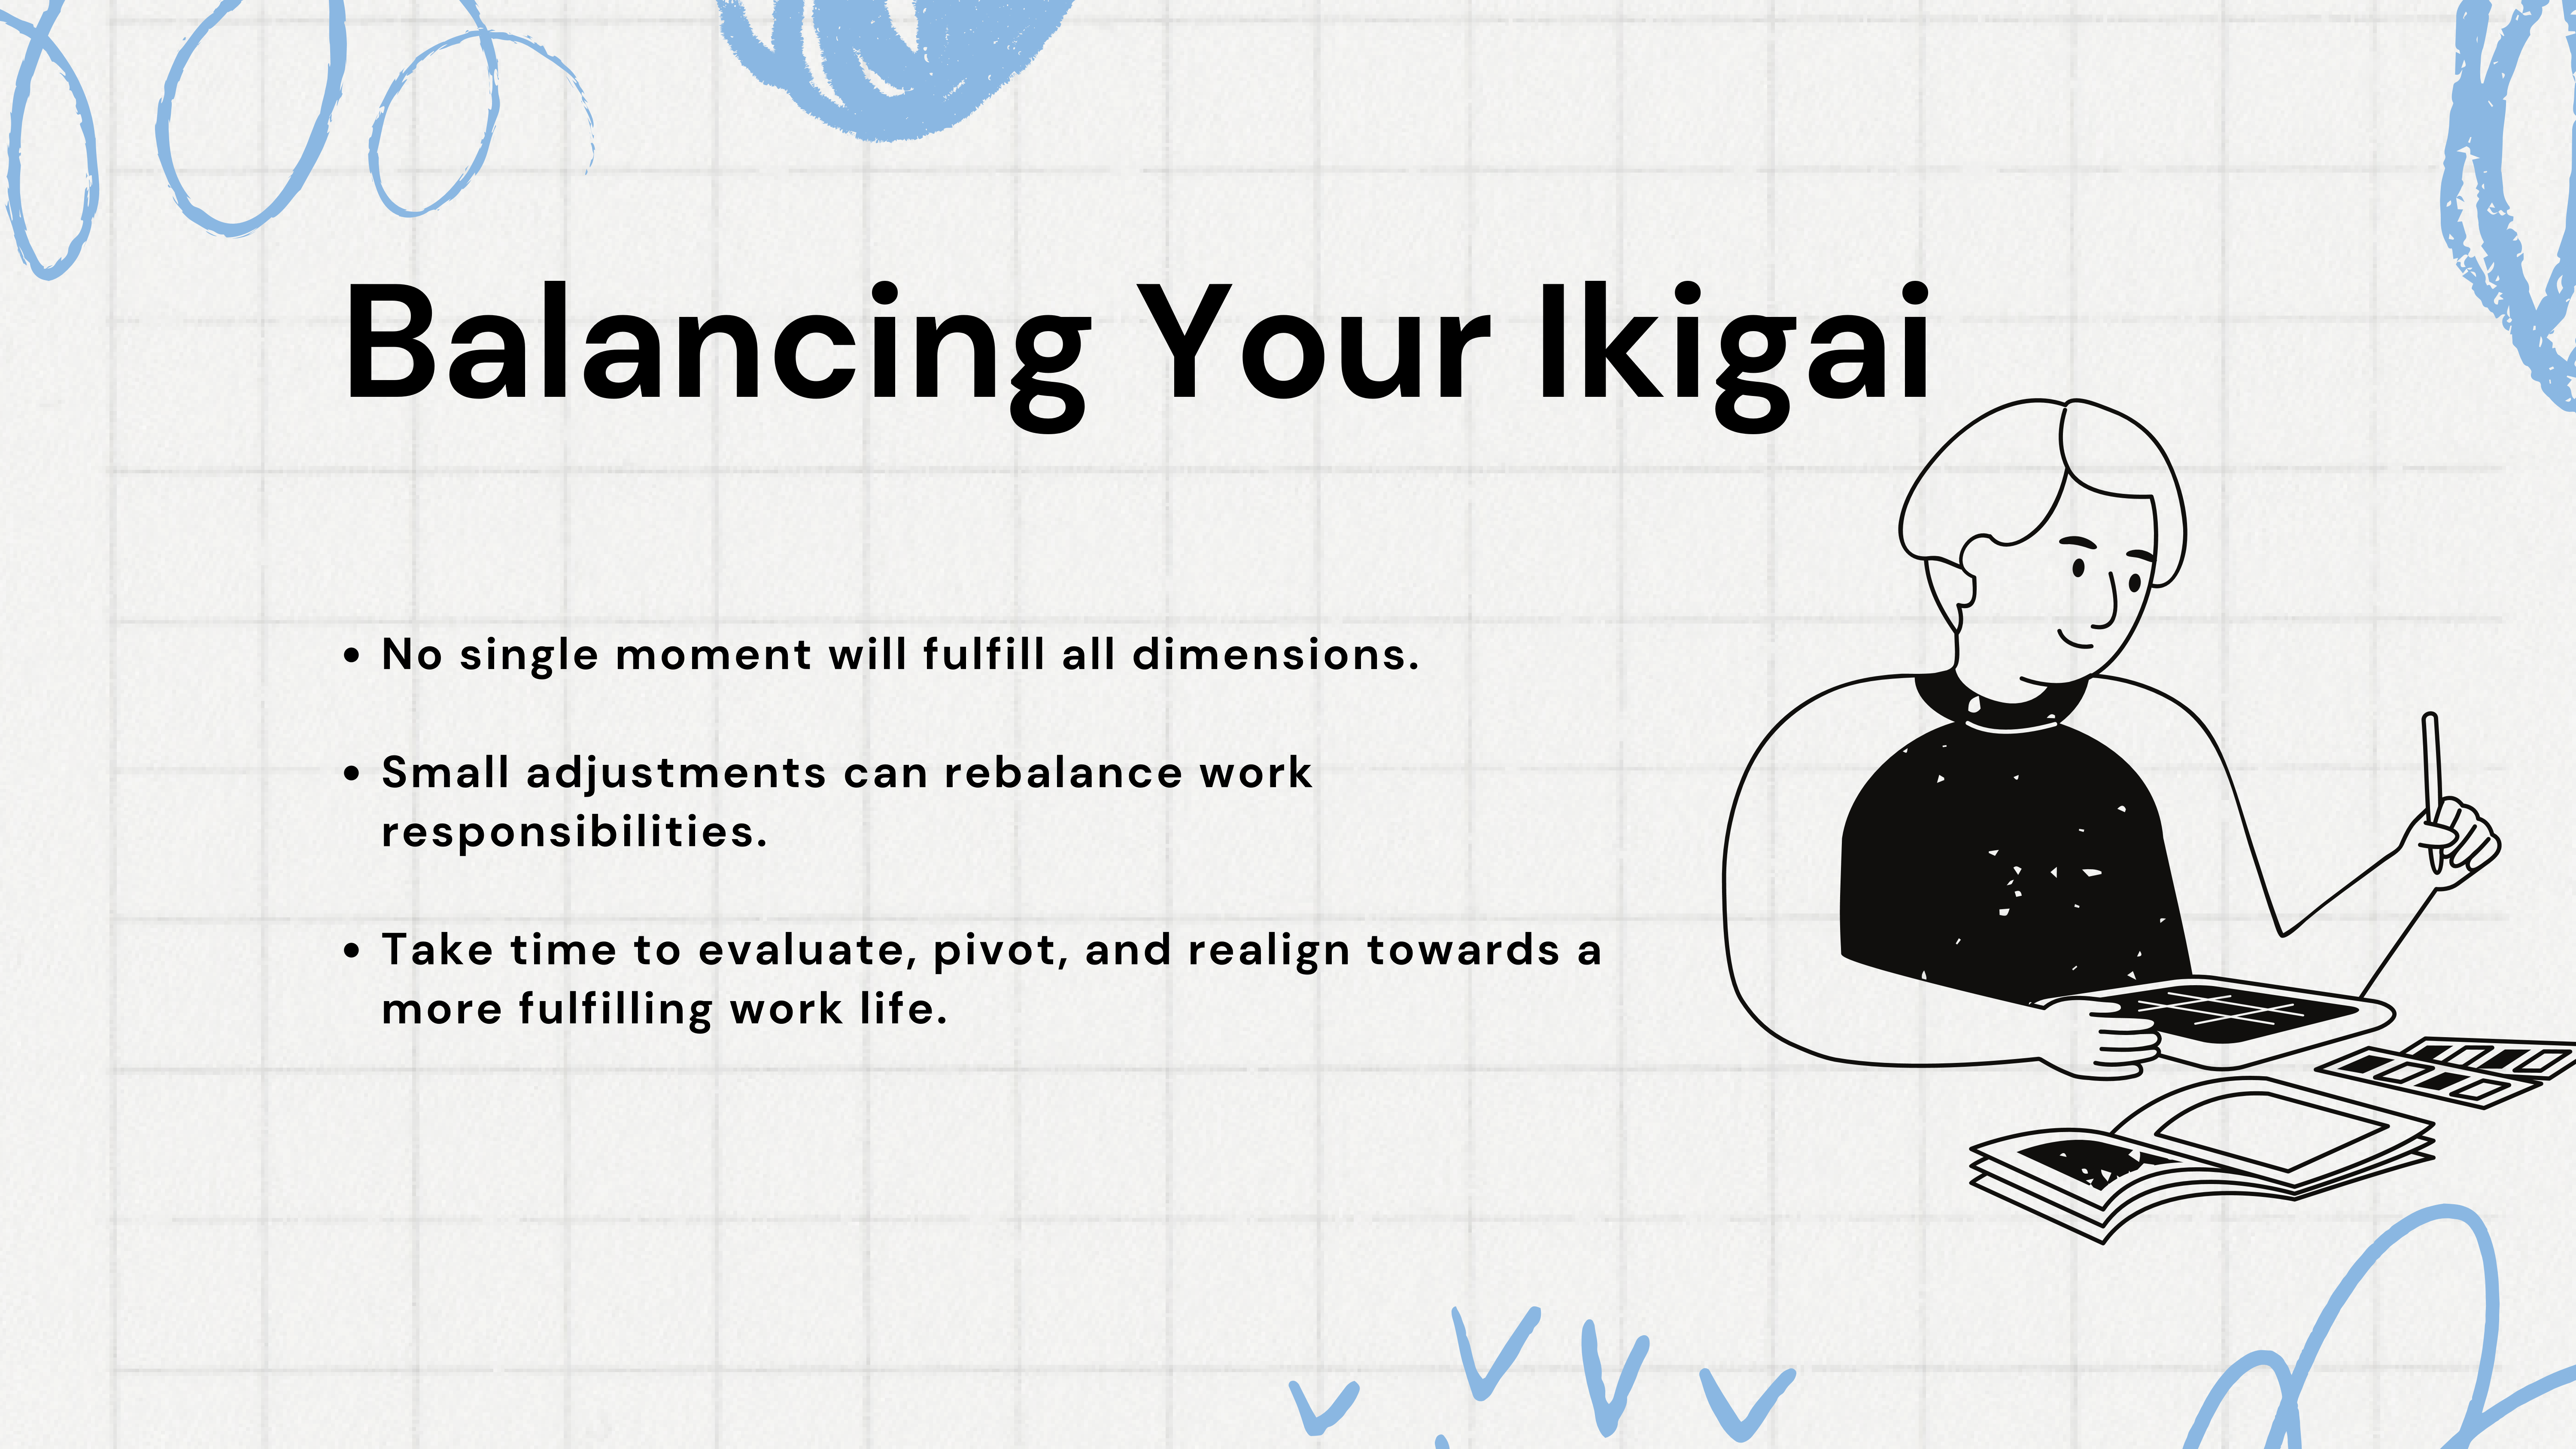 Balancing Your Ikigai
• No single moment will fulfill all dimensions.
• Small adjustments can rebalance work
responsibilities.
• Take time to evaluate, pivot, and realign towards a
more fulfilling work life.